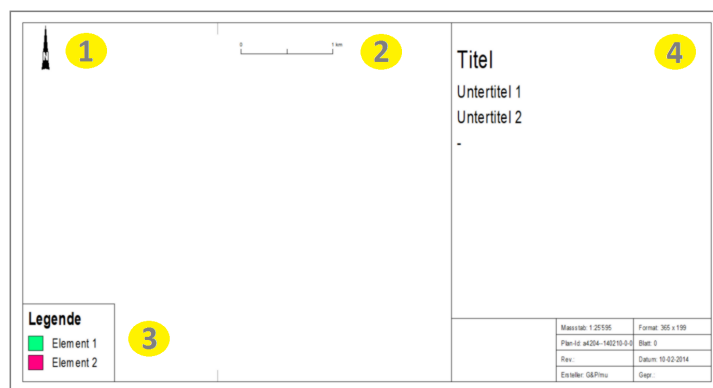 N
1
0 1 km
2
4
Titel
Untertitel 1
Untertitel 2
-
Legende
Element 1
Element 2
3
Massstab: 1:25'595 Format: 365 x 199
Plan-Id: a4204-140210-0-0 Blatt: 0
Rev.: Datum: 10-02-2014
Ersteller: G&P/mu Gepr.: